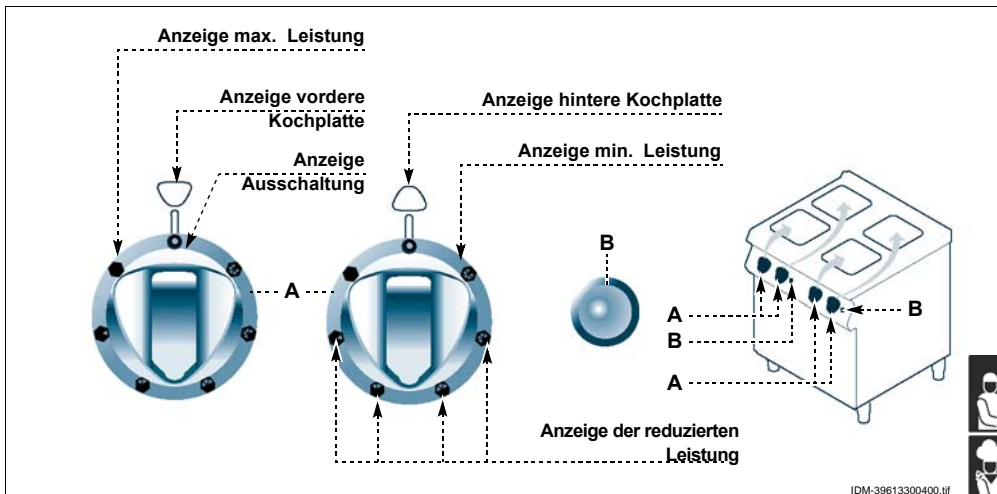 Anzeige max. Leistung
Anzeige vordere
Kochplatte
Anzeige hintere Kochplatte
Anzeige
Ausschaltung
Anzeige min. Leistung
A
B
A
B
A
B
Anzeige der reduzierten
Leistung
IDM-39613300400.tif